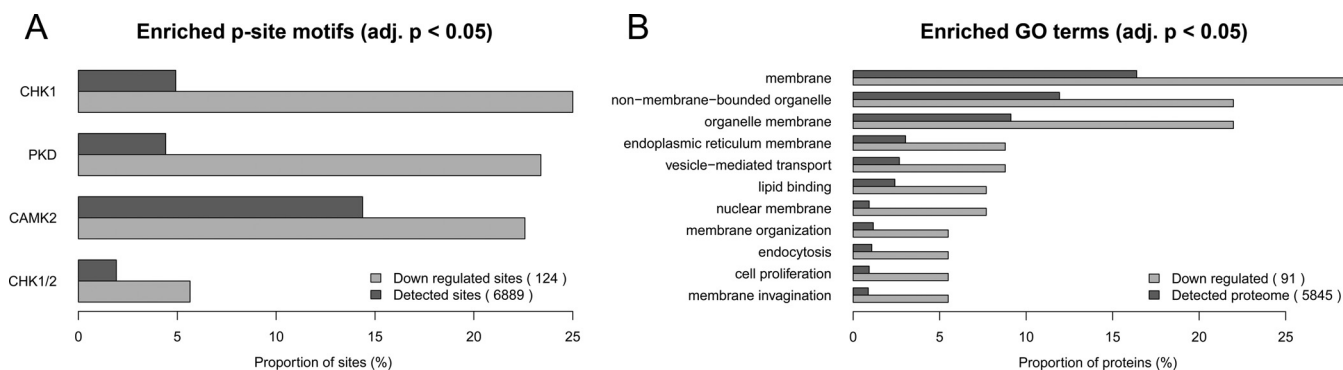 A
Enriched p-site motifs (adj. p < 0.05)
CHK1
PKD
CAMK2
CHK1/2
Down regulated sites ( 124 )
Detected sites ( 6889 )
0 5 10 15 20 25
Proportion of sites (%)
B
Enriched GO terms (adj. p < 0.05)
membrane
non−membrane−bounded organelle
organelle membrane
endoplasmic reticulum membrane
vesicle−mediated transport
lipid binding
nuclear membrane
membrane organization
endocytosis
cell proliferation
membrane invagination
Down regulated ( 91 )
Detected proteome ( 5845 )
0 5 10 15 20 25
Proportion of proteins (%)